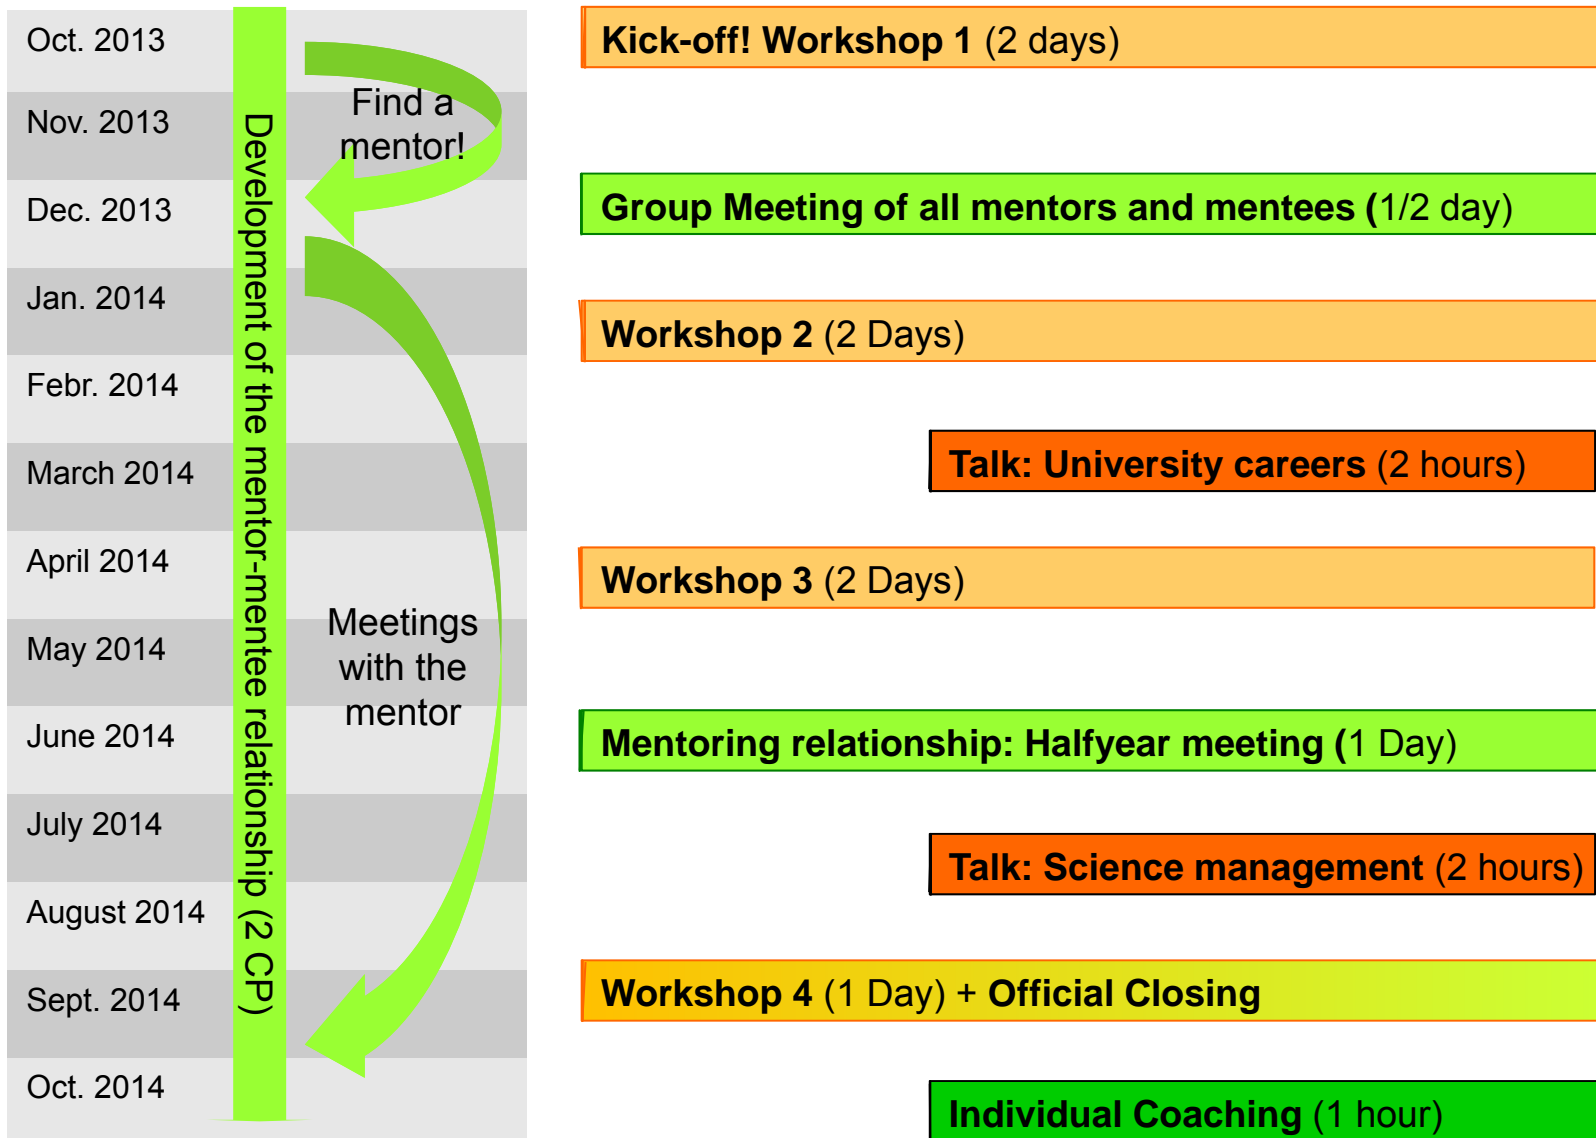 Oct. 2013
Nov. 2013
Dec. 2013
Jan. 2014
Febr. 2014
March 2014
April 2014
May 2014
June 2014
July 2014
August 2014
Sept. 2014
Oct. 2014
Development of the mentor-mentee relationship (2 CP)
Find a
mentor!
Meetings
with the
mentor
Kick-off! Workshop 1 (2 days)
Group Meeting of all mentors and mentees (1/2 day)
Workshop 2 (2 Days)
Talk: University careers (2 hours)
Workshop 3 (2 Days)
Mentoring relationship: Halfyear meeting (1 Day)
Talk: Science management (2 hours)
Workshop 4 (1 Day) + Official Closing
Individual Coaching (1 hour)